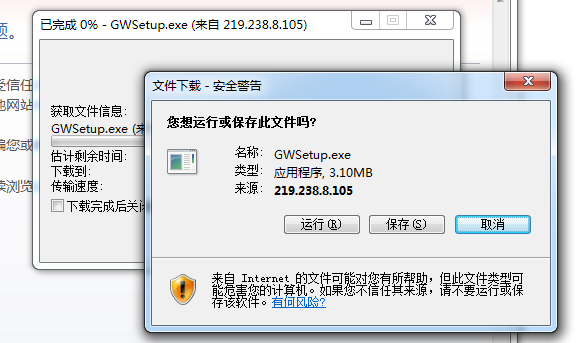 已完成 0% - GWSetup.exe (来自 219.238.8.105)
题。
受信任
他网站
文件下载 - 安全警告
您想运行或保存此文件吗?
获取文件信息:
GWSetup.exe (来
名称: GWSetup.exe
类型: 应用程序, 3.10MB
来源: 219.238.8.105
估计剩余时间:
下载到:
传输速度:
下载完成后关闭
编您或
读浏览
运行(R)
保存(S)
取消
来自 Internet 的文件可能对您有所帮助，但此文件类型可
能危害您的计算机。如果您不信任其来源，请不要运行或保
存该软件。有何风险?